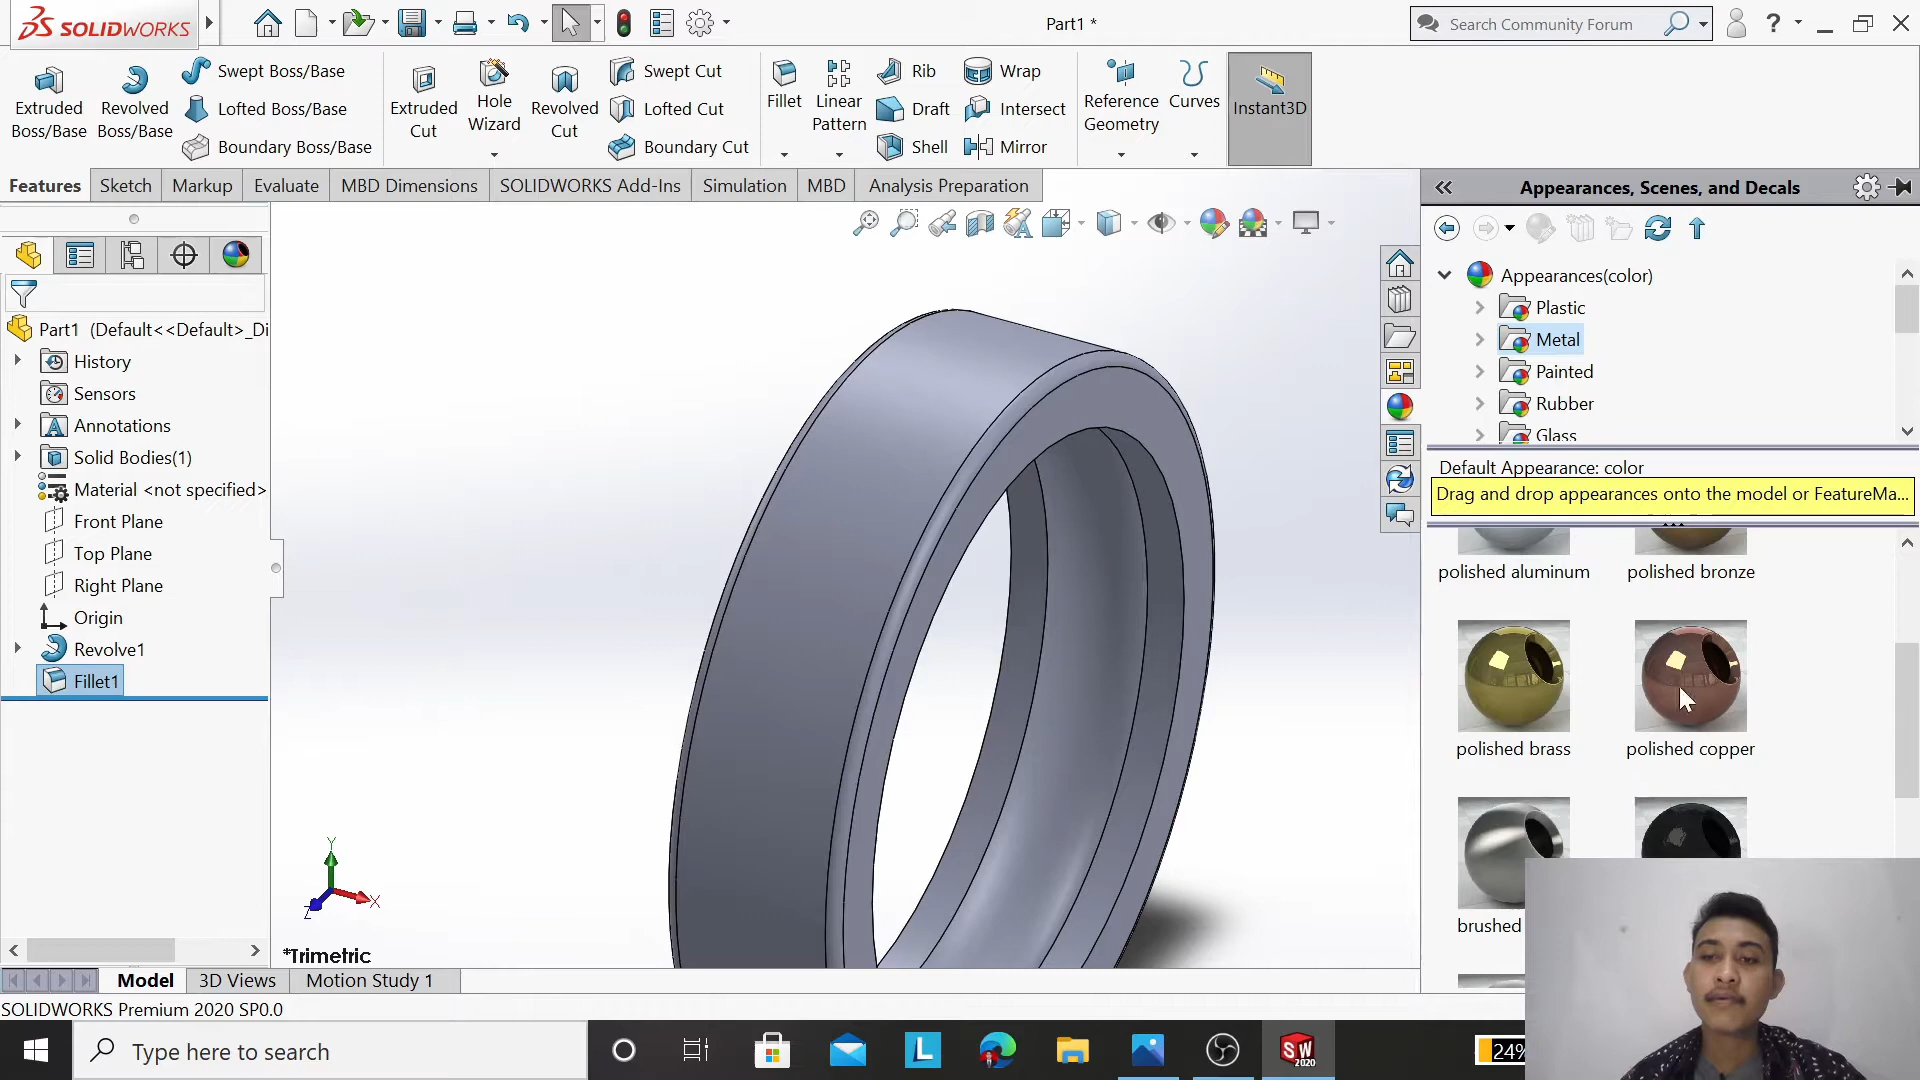 SOLIDWORKS
Part1 *
Search Community Forum
?
Extruded
Boss/Base
Revolved
Boss/Base
Swept Boss/Base
Lofted Boss/Base
Boundary Boss/Base
Extruded
Cut
Hole
Wizard
Revolved
Cut
Swept Cut
Lofted Cut
Boundary Cut
Fillet
Linear
Pattern
Rib
Draft
Shell
Wrap
Intersect
Mirror
Reference
Geometry
Curves
Instant3D
Features
Sketch
Markup
Evaluate
MBD Dimensions
SOLIDWORKS Add-Ins
Simulation
MBD
Analysis Preparation
Part1 (Default<<Default>_Di
History
Sensors
Annotations
Solid Bodies(1)
Material <not specified>
Front Plane
Top Plane
Right Plane
Origin
Revolve1
Fillet1
Y
X
Z
*Trimetric
Appearances, Scenes, and Decals
Appearances(color)
Plastic
Metal
Painted
Rubber
Glass
Default Appearance: color
Drag and drop appearances onto the model or FeatureMa...
polished aluminum
polished bronze
polished brass
polished copper
brushed
Model
3D Views
Motion Study 1
SOLIDWORKS Premium 2020 SP0.0
Type here to search
L
SW
2020
24%